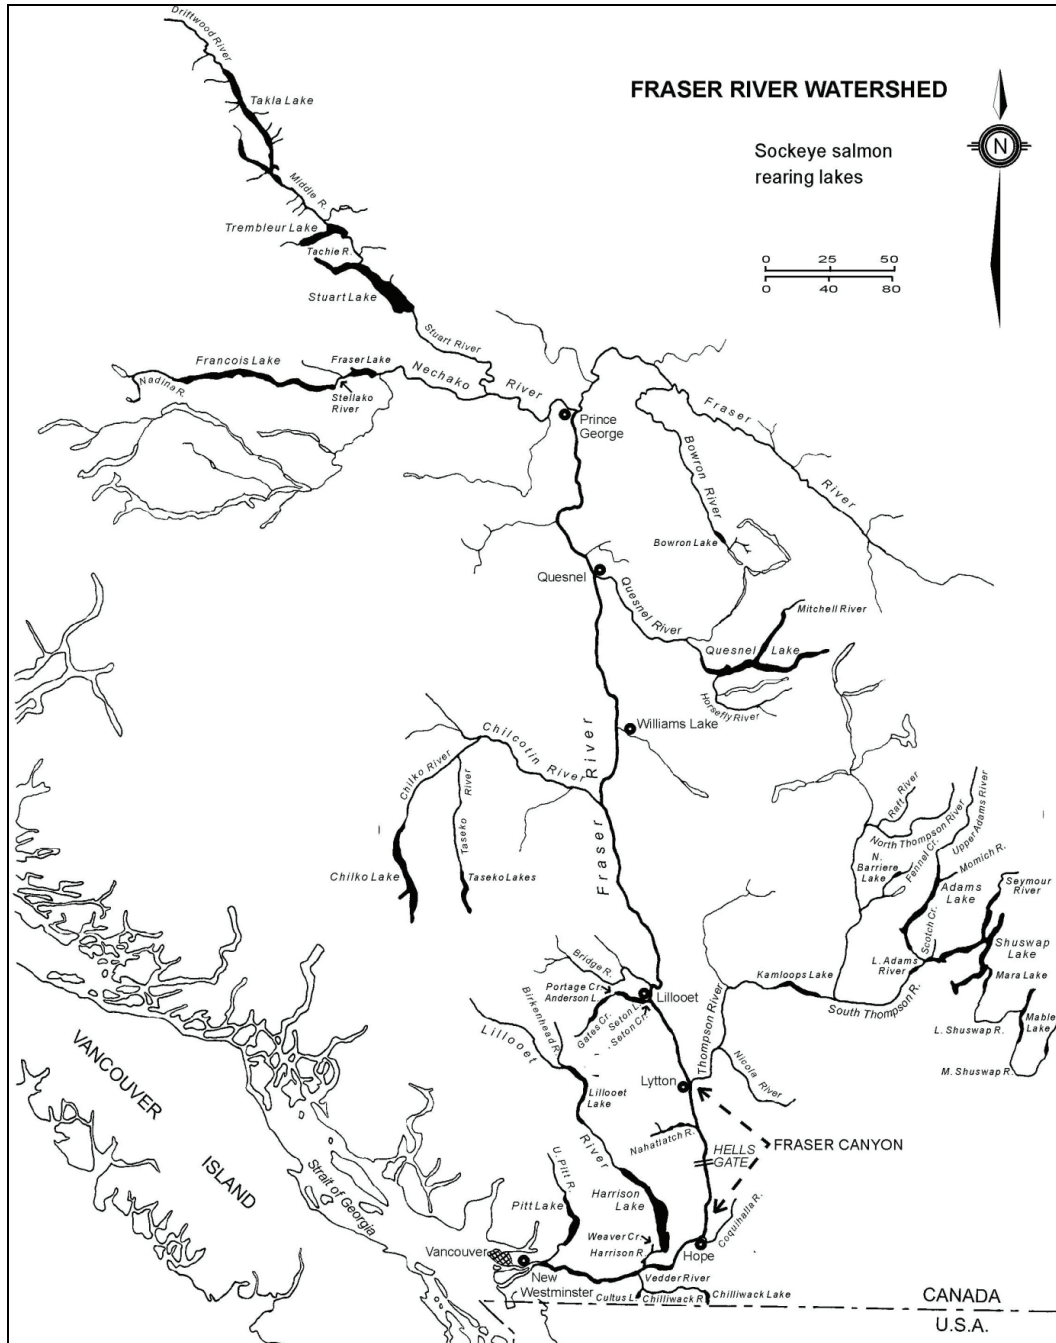 Driftwood River
FRASER RIVER WATERSHED
Takla Lake
N
Sockeye salmon
rearing lakes
Middle R.
Trembleur Lake
Tachie R.
0 25 50
0 40 80
Stuart Lake
Stuart River
Francois Lake
Fraser Lake
Nadina R.
Stellako
River
Nechako
River
Prince
George
Fraser
River
Bowron
River
Bowron Lake
Quesnel
Quesnel River
Mitchell River
Quesnel Lake
Horsefly River
Williams Lake
Chilcotin River
Chilko River
Taseko
River
Fraser
River
Chilko Lake
Taseko Lakes
Raft River
North Thompson River
Upper Adams River
N.
Barriere
Lake
Fennel Cr.
Momich R.
Adams
Lake
Seymour
River
Scotch Cr.
Shuswap
Lake
L. Adams
River
Mara Lake
Kamloops Lake
South Thompson R.
Mable
Lake
L. Shuswap R.
M. Shuswap R.
Bridge R.
Portage Cr.
Anderson L.
Lillooet
Gates Cr.
Seton L.
Seton Cr.
Birkenhead R.
Lillooet
River
Thompson River
Nicola River
Lytton
Lillooet
Lake
Nahatlatch R.
FRASER CANYON
HELLS
GATE
U. Pitt R.
Pitt Lake
Harrison
Lake
Coquihalla R.
Weaver Cr.
Harrison R.
Hope
Vancouver
New
Westminster
Vedder River
Cultus L.
Chilliwack R.
Chilliwack Lake
VANCOUVER
ISLAND
Strait of Georgia
CANADA
U.S.A.